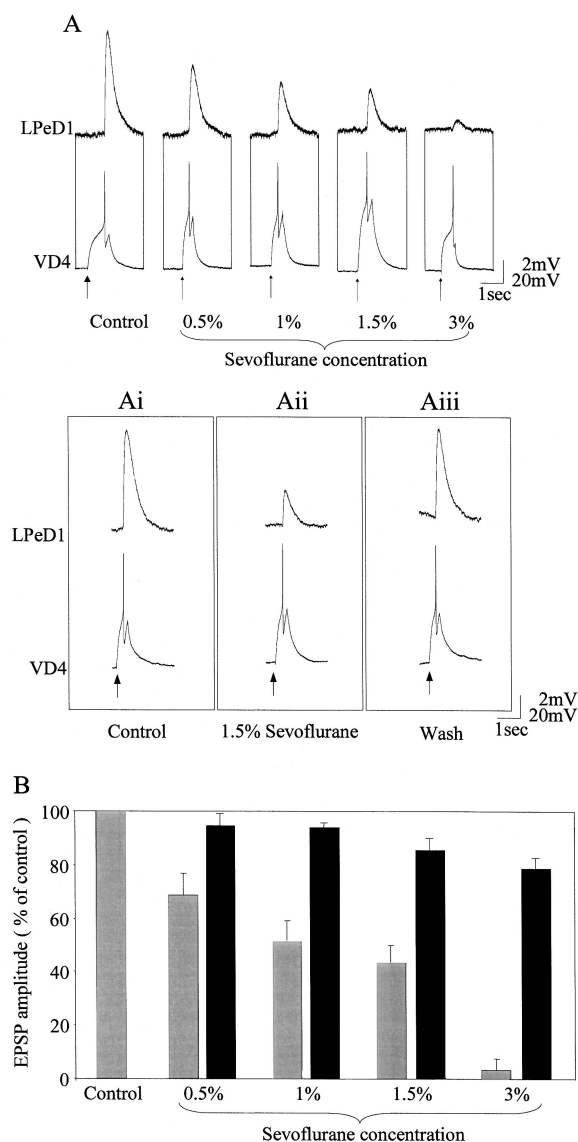 A
LPeD1
VD4
2mV
20mV
1sec
Control 0.5% 1% 1.5% 3%
Sevoflurane concentration
Ai Aii Aiii
LPeD1
VD4
2mV
20mV
1sec
Control 1.5% Sevoflurane Wash
B
EPSP amplitude ( % of control )
100
80
60
40
20
0
Control 0.5% 1% 1.5% 3%
Sevoflurane concentration